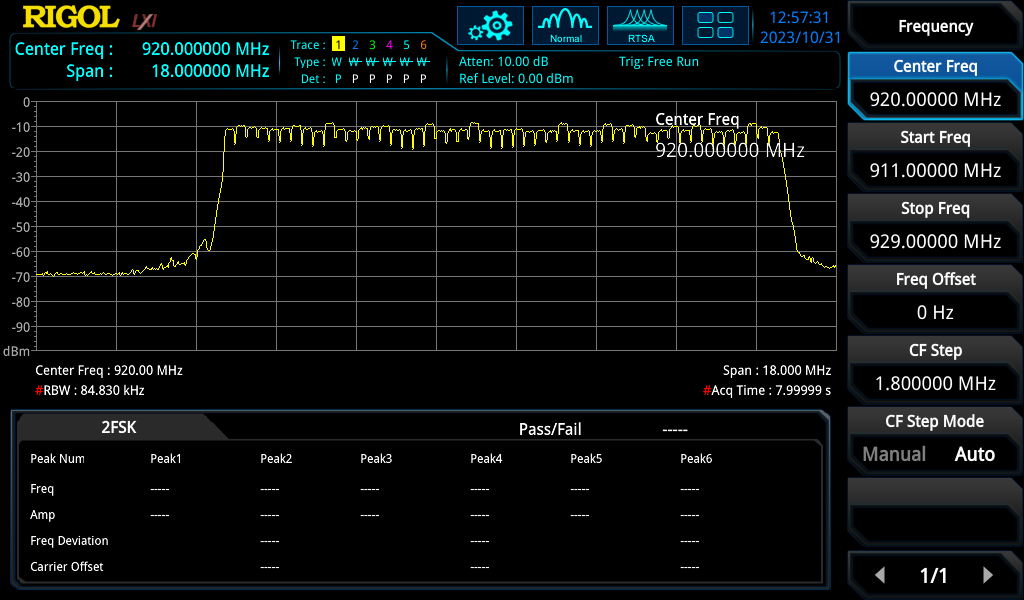 RIGOL LXI
Center Freq : 920.000000 MHz
Span : 18.000000 MHz
Trace : 1 2 3 4 5 6
Type : W W W W W W
Det : P P P P P P
Normal
RTSA
12:57:31
2023/10/31
Atten: 10.00 dB
Trig: Free Run
Ref Level: 0.00 dBm
0
-10
-20
-30
-40
-50
-60
-70
-80
-90
dBm
Center Freq
920.000000 MHz
Center Freq : 920.00 MHz
Span : 18.000 MHz
#RBW : 84.830 kHz
#Acq Time : 7.99999 s
2FSK
Pass/Fail -----
Peak Num Peak1 Peak2 Peak3 Peak4 Peak5 Peak6
Freq ----- ----- ----- ----- ----- -----
Amp ----- ----- ----- ----- ----- -----
Freq Deviation ----- ----- -----
Carrier Offset ----- ----- -----
Frequency
Center Freq
920.00000 MHz
Start Freq
911.00000 MHz
Stop Freq
929.00000 MHz
Freq Offset
0 Hz
CF Step
1.800000 MHz
CF Step Mode
Manual Auto
1/1